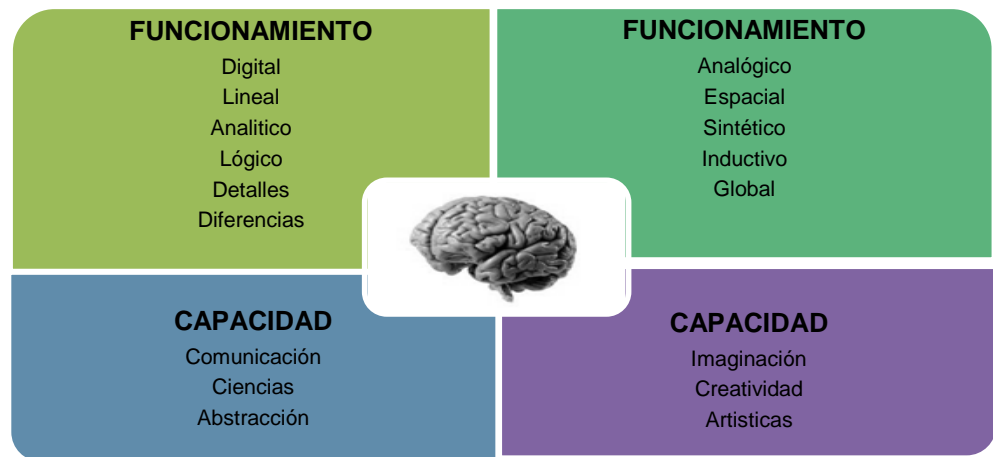 FUNCIONAMIENTO
Digital
Lineal
Analitico
Lógico
Detalles
Diferencias
FUNCIONAMIENTO
Analógico
Espacial
Sintético
Inductivo
Global
CAPACIDAD
Comunicación
Ciencias
Abstracción
CAPACIDAD
Imaginación
Creatividad
Artisticas